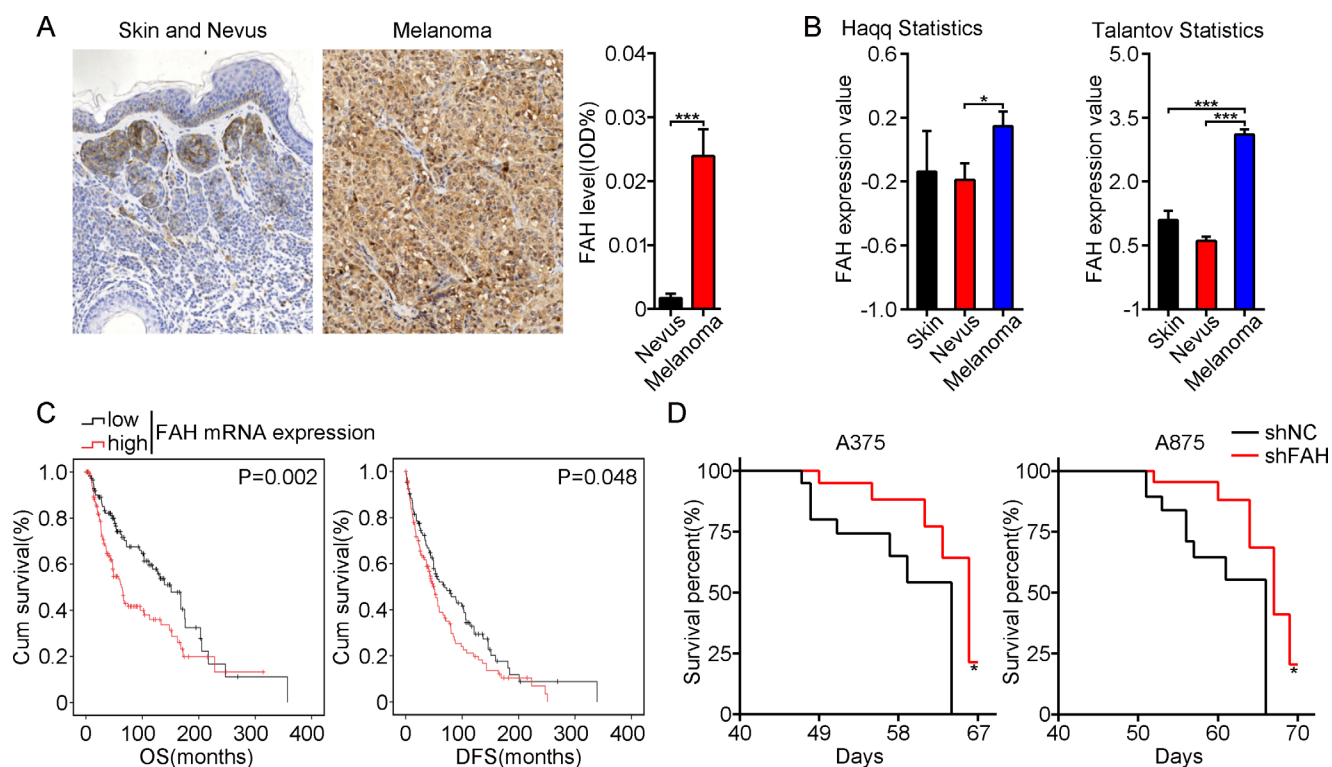 A
Skin and Nevus
Melanoma
FAH level(IOD%)
0.04
0.03
0.02
0.01
0
***
Nevus
Melanoma
B
Haqq Statistics
FAH expression value
0.6
0.2
-0.2
-0.6
-1.0
*
Skin
Nevus
Melanoma
Talantov Statistics
FAH expression value
5.0
3.5
2.0
0.5
-1
***
***
Skin
Nevus
Melanoma
C
low
high
FAH mRNA expression
P=0.002
Cum survival(%)
1.0
0.8
0.6
0.4
0.2
0
0 100 200 300 400
OS(months)
P=0.048
Cum survival(%)
1.0
0.8
0.6
0.4
0.2
0
0 100 200 300 400
DFS(months)
D
shNC
shFAH
A375
Survival percent(%)
100
75
50
25
0
*
40 49 58 67
Days
A875
Survival percent(%)
100
75
50
25
0
*
40 50 60 70
Days